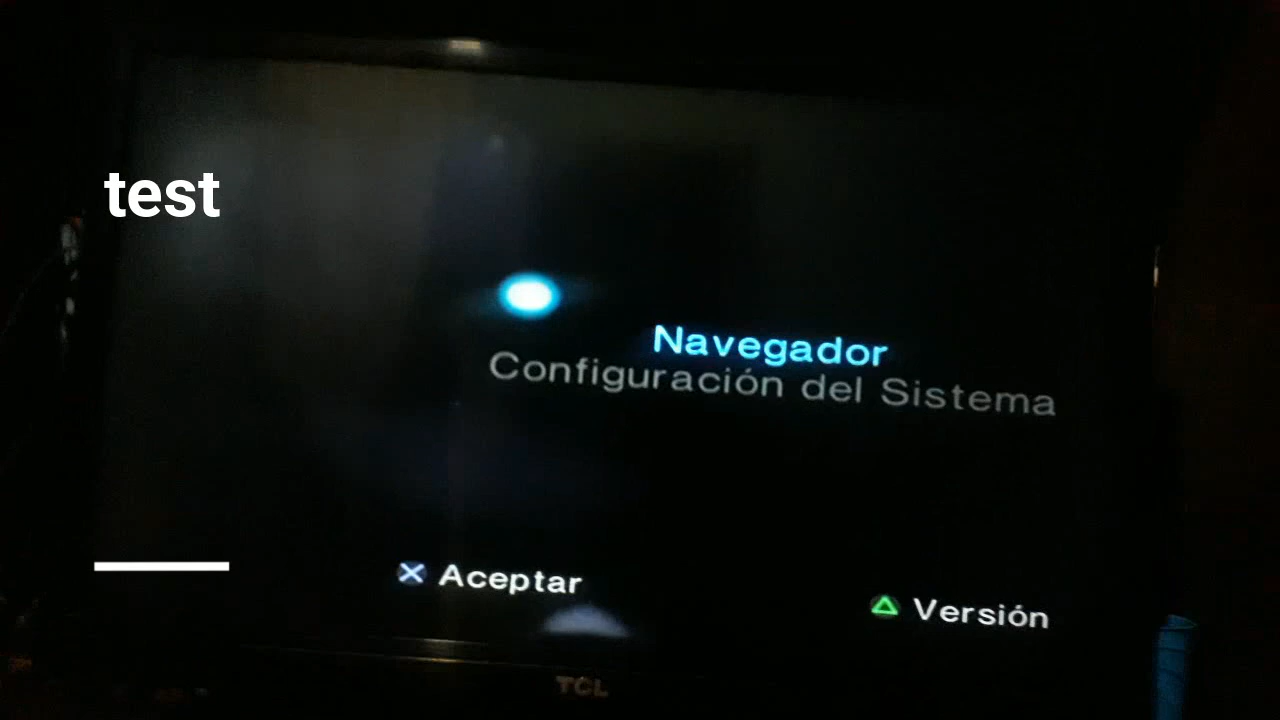 test
Navegador
Configuración del Sistema
Aceptar
Versión
TCL